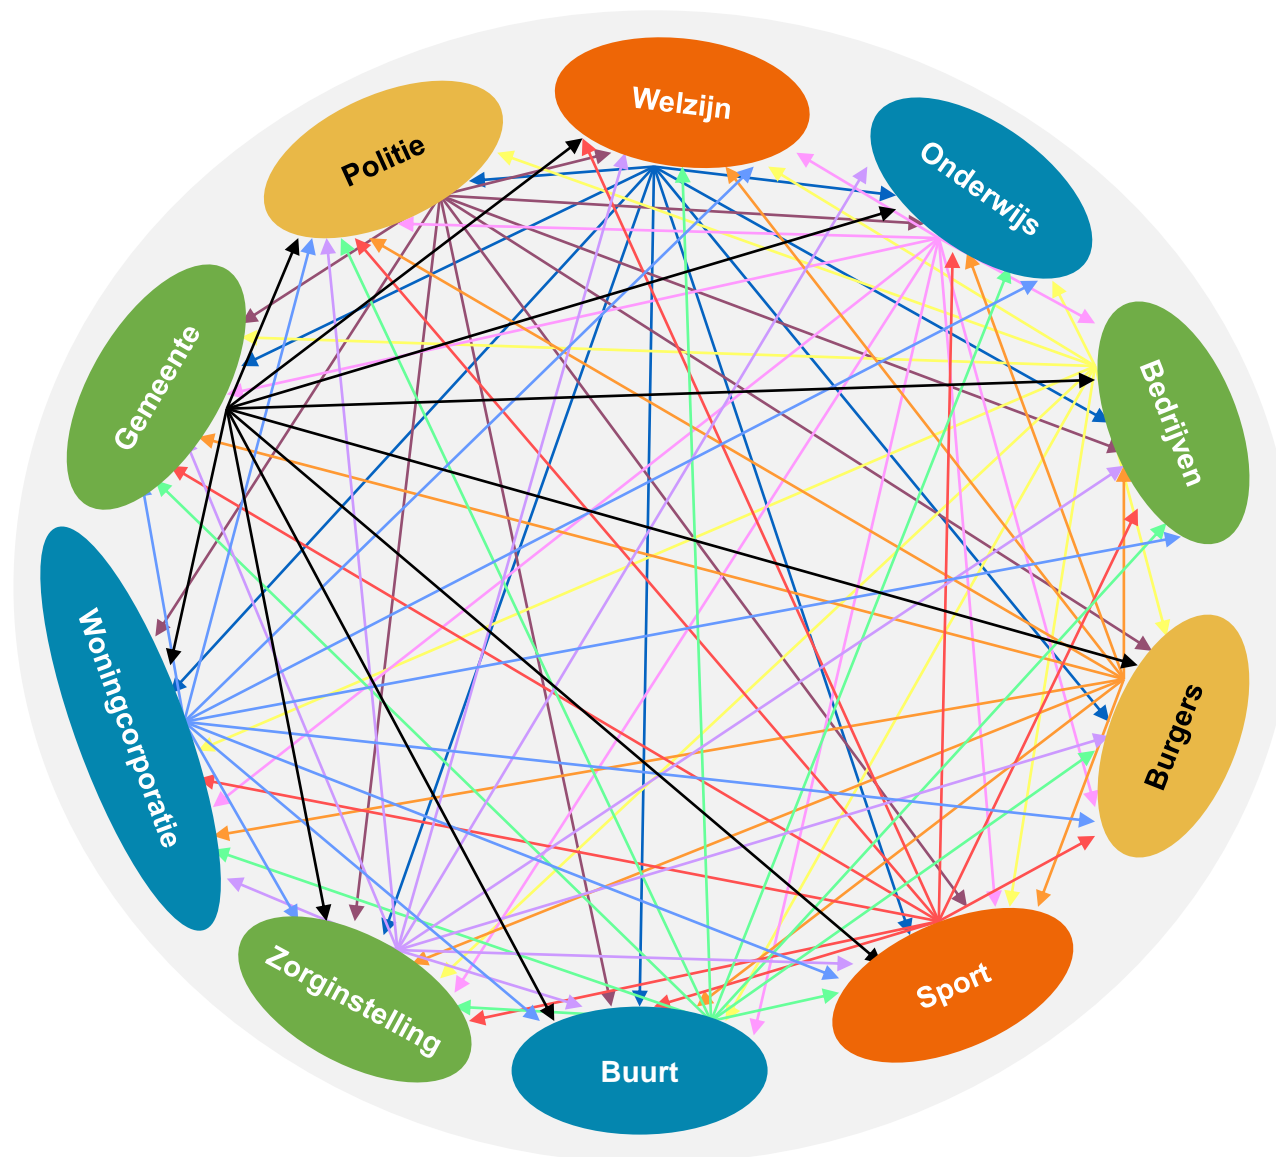 Welzijn
Politie
Onderwijs
Gemeente
Bedrijven
Woningcorporatie
Burgers
Zorginstelling
Sport
Buurt